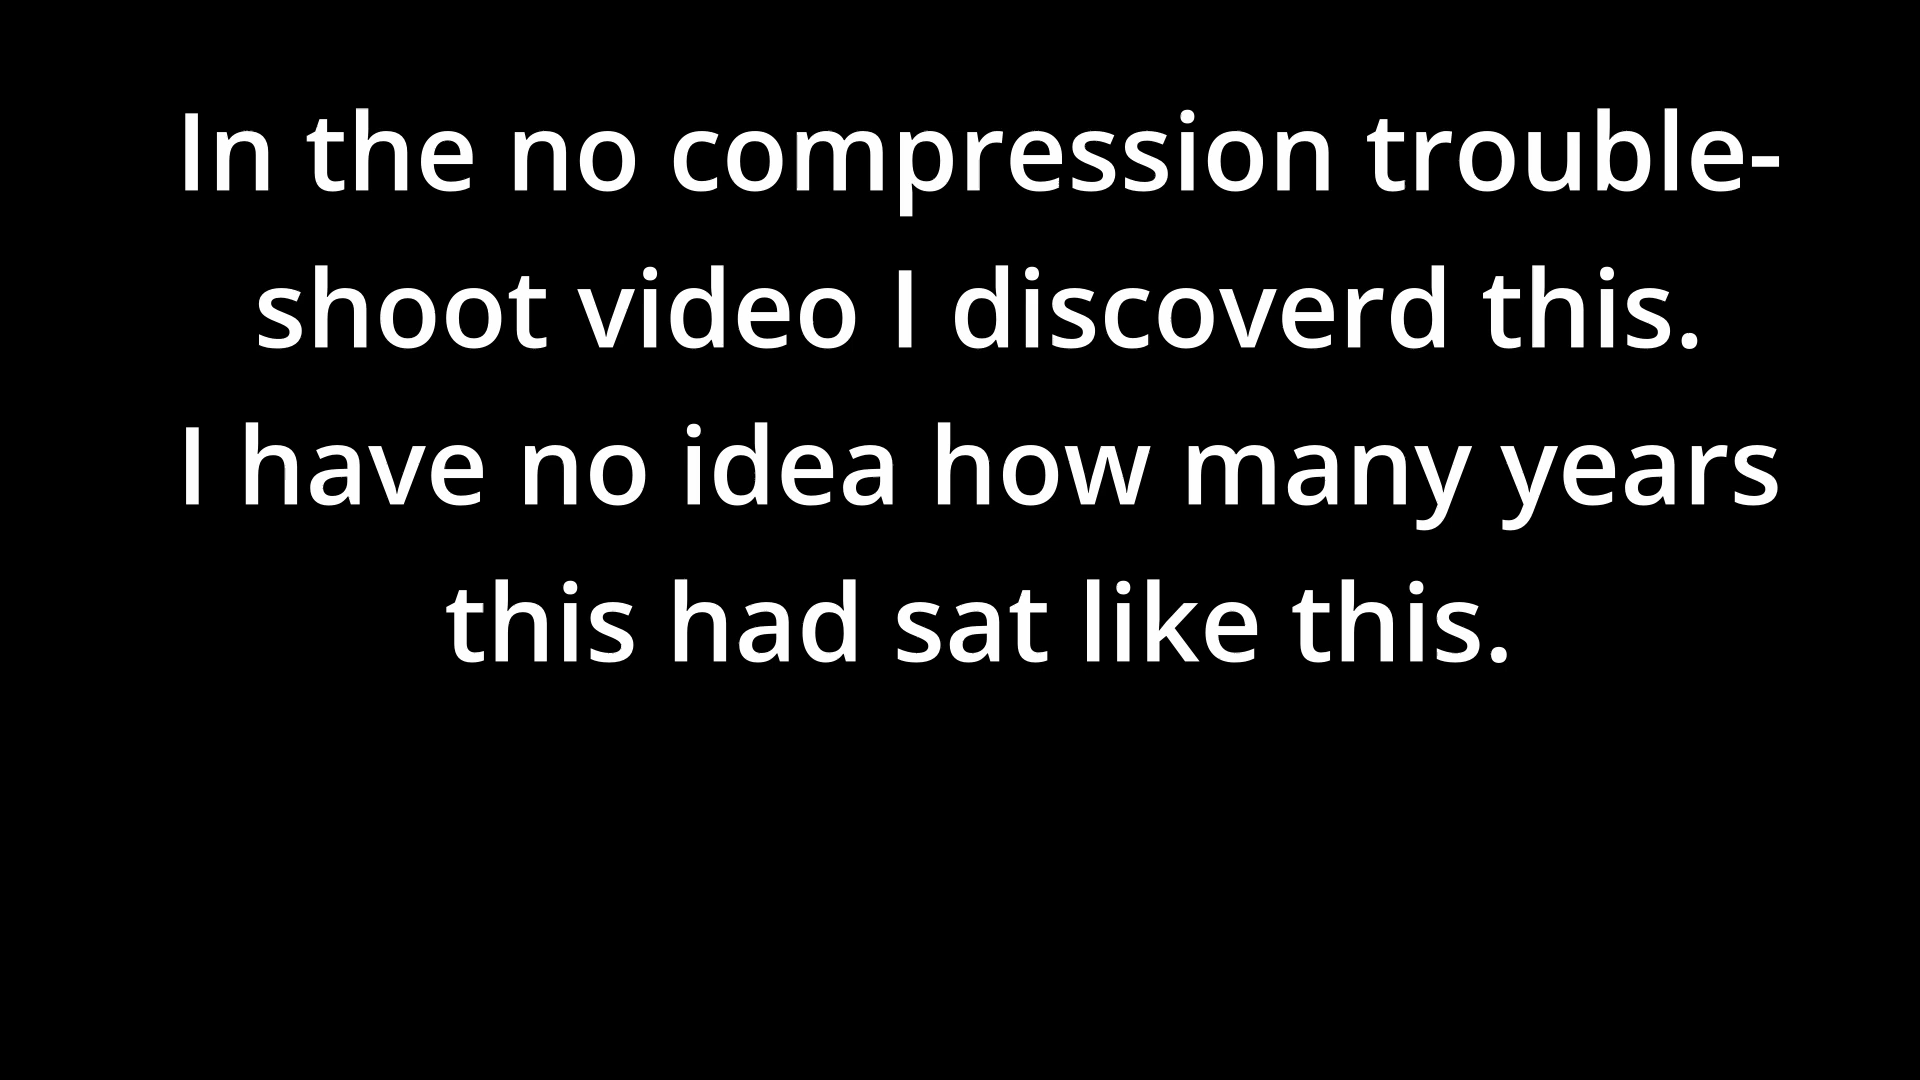 In the no compression trouble-
shoot video I discoverd this.
I have no idea how many years
this had sat like this.